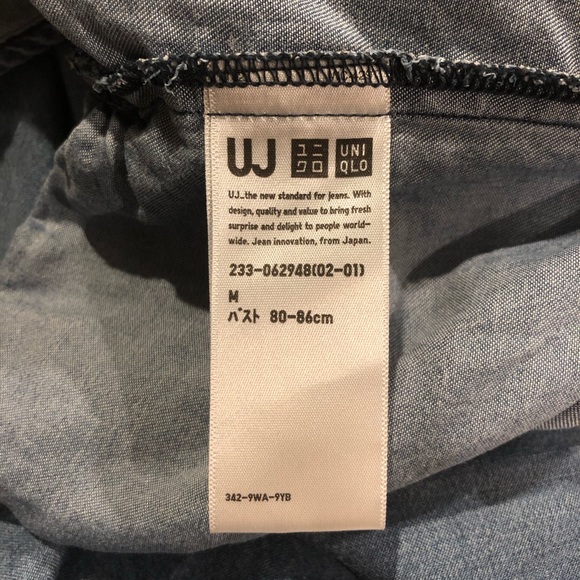 UJ ユニクロ UNIQLO
UJ_the new standard for jeans. With
design, quality and value to bring fresh
surprise and delight to people world-
wide. Jean innovation, from Japan.
233-062948(02-01)
M
バスト 80-86cm
342-9WA-9YB